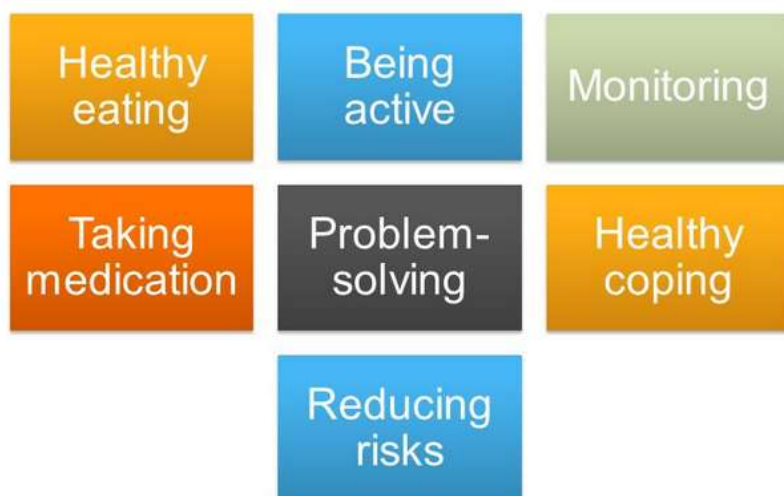 Healthy
eating
Being
active
Monitoring
Taking
medication
Problem-
solving
Healthy
coping
Reducing
risks